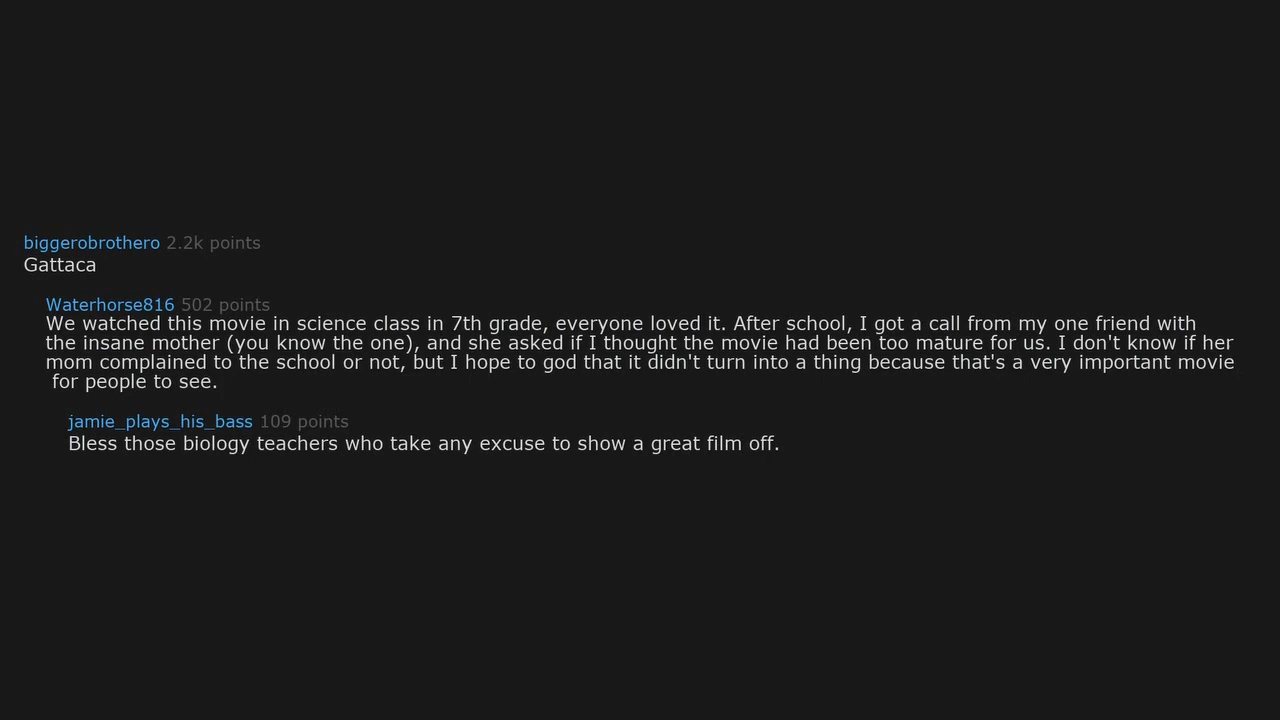 biggerobrothero 2.2k points
Gattaca
Waterhorse816 502 points
We watched this movie in science class in 7th grade, everyone loved it. After school, I got a call from my one friend with
the insane mother (you know the one), and she asked if I thought the movie had been too mature for us. I don't know if her
mom complained to the school or not, but I hope to god that it didn't turn into a thing because that's a very important movie
for people to see.
jamie_plays_his_bass 109 points
Bless those biology teachers who take any excuse to show a great film off.